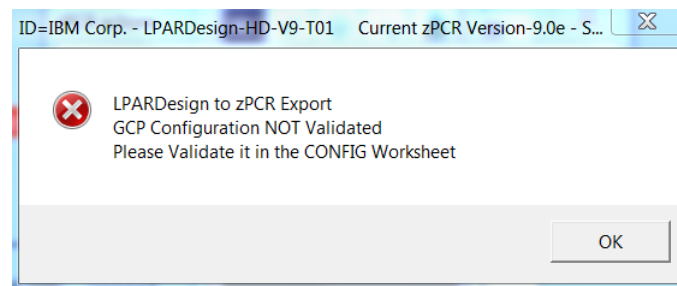 ID=IBM Corp. - LPARDesign-HD-V9-T01 Current zPCR Version-9.0e - S...
LPARDesign to zPCR Export
GCP Configuration NOT Validated
Please Validate it in the CONFIG Worksheet
OK